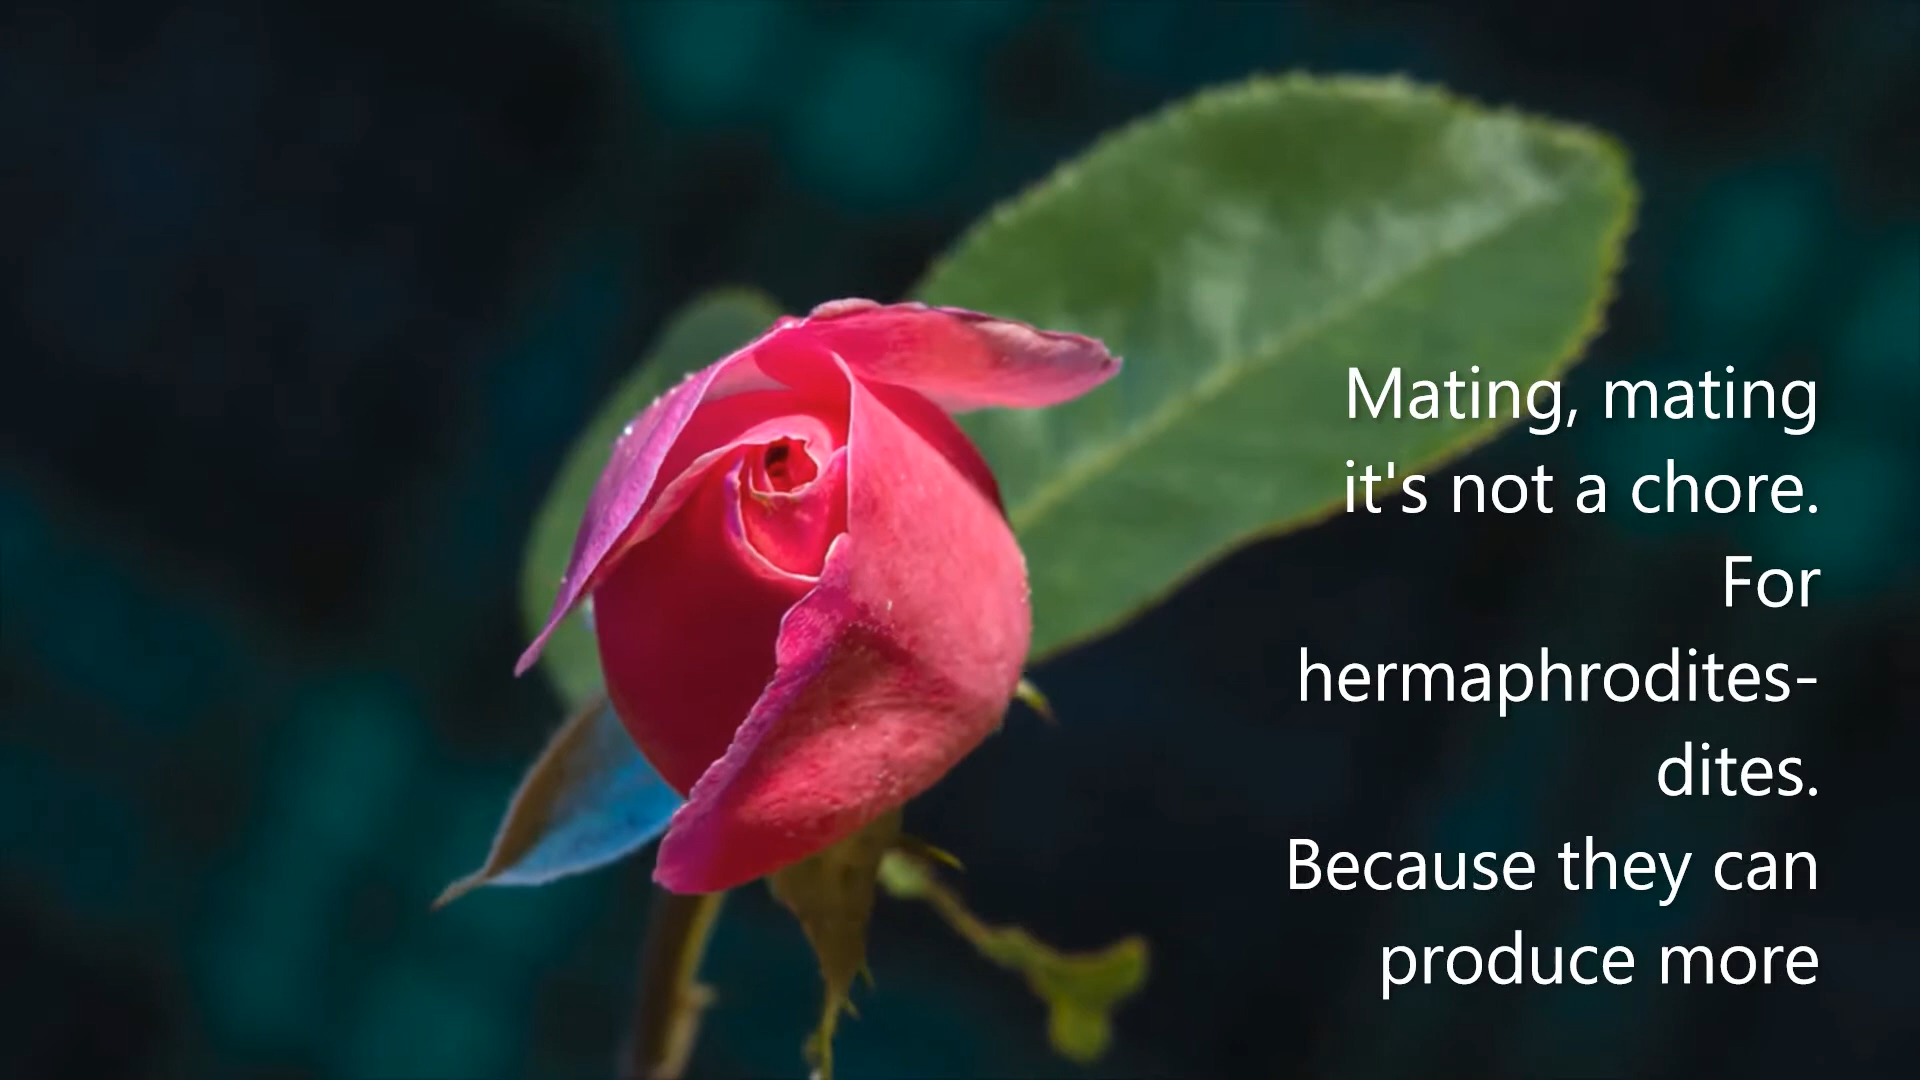 Mating, mating
it's not a chore.
For
hermaphrodites-
dites.
Because they can
produce more